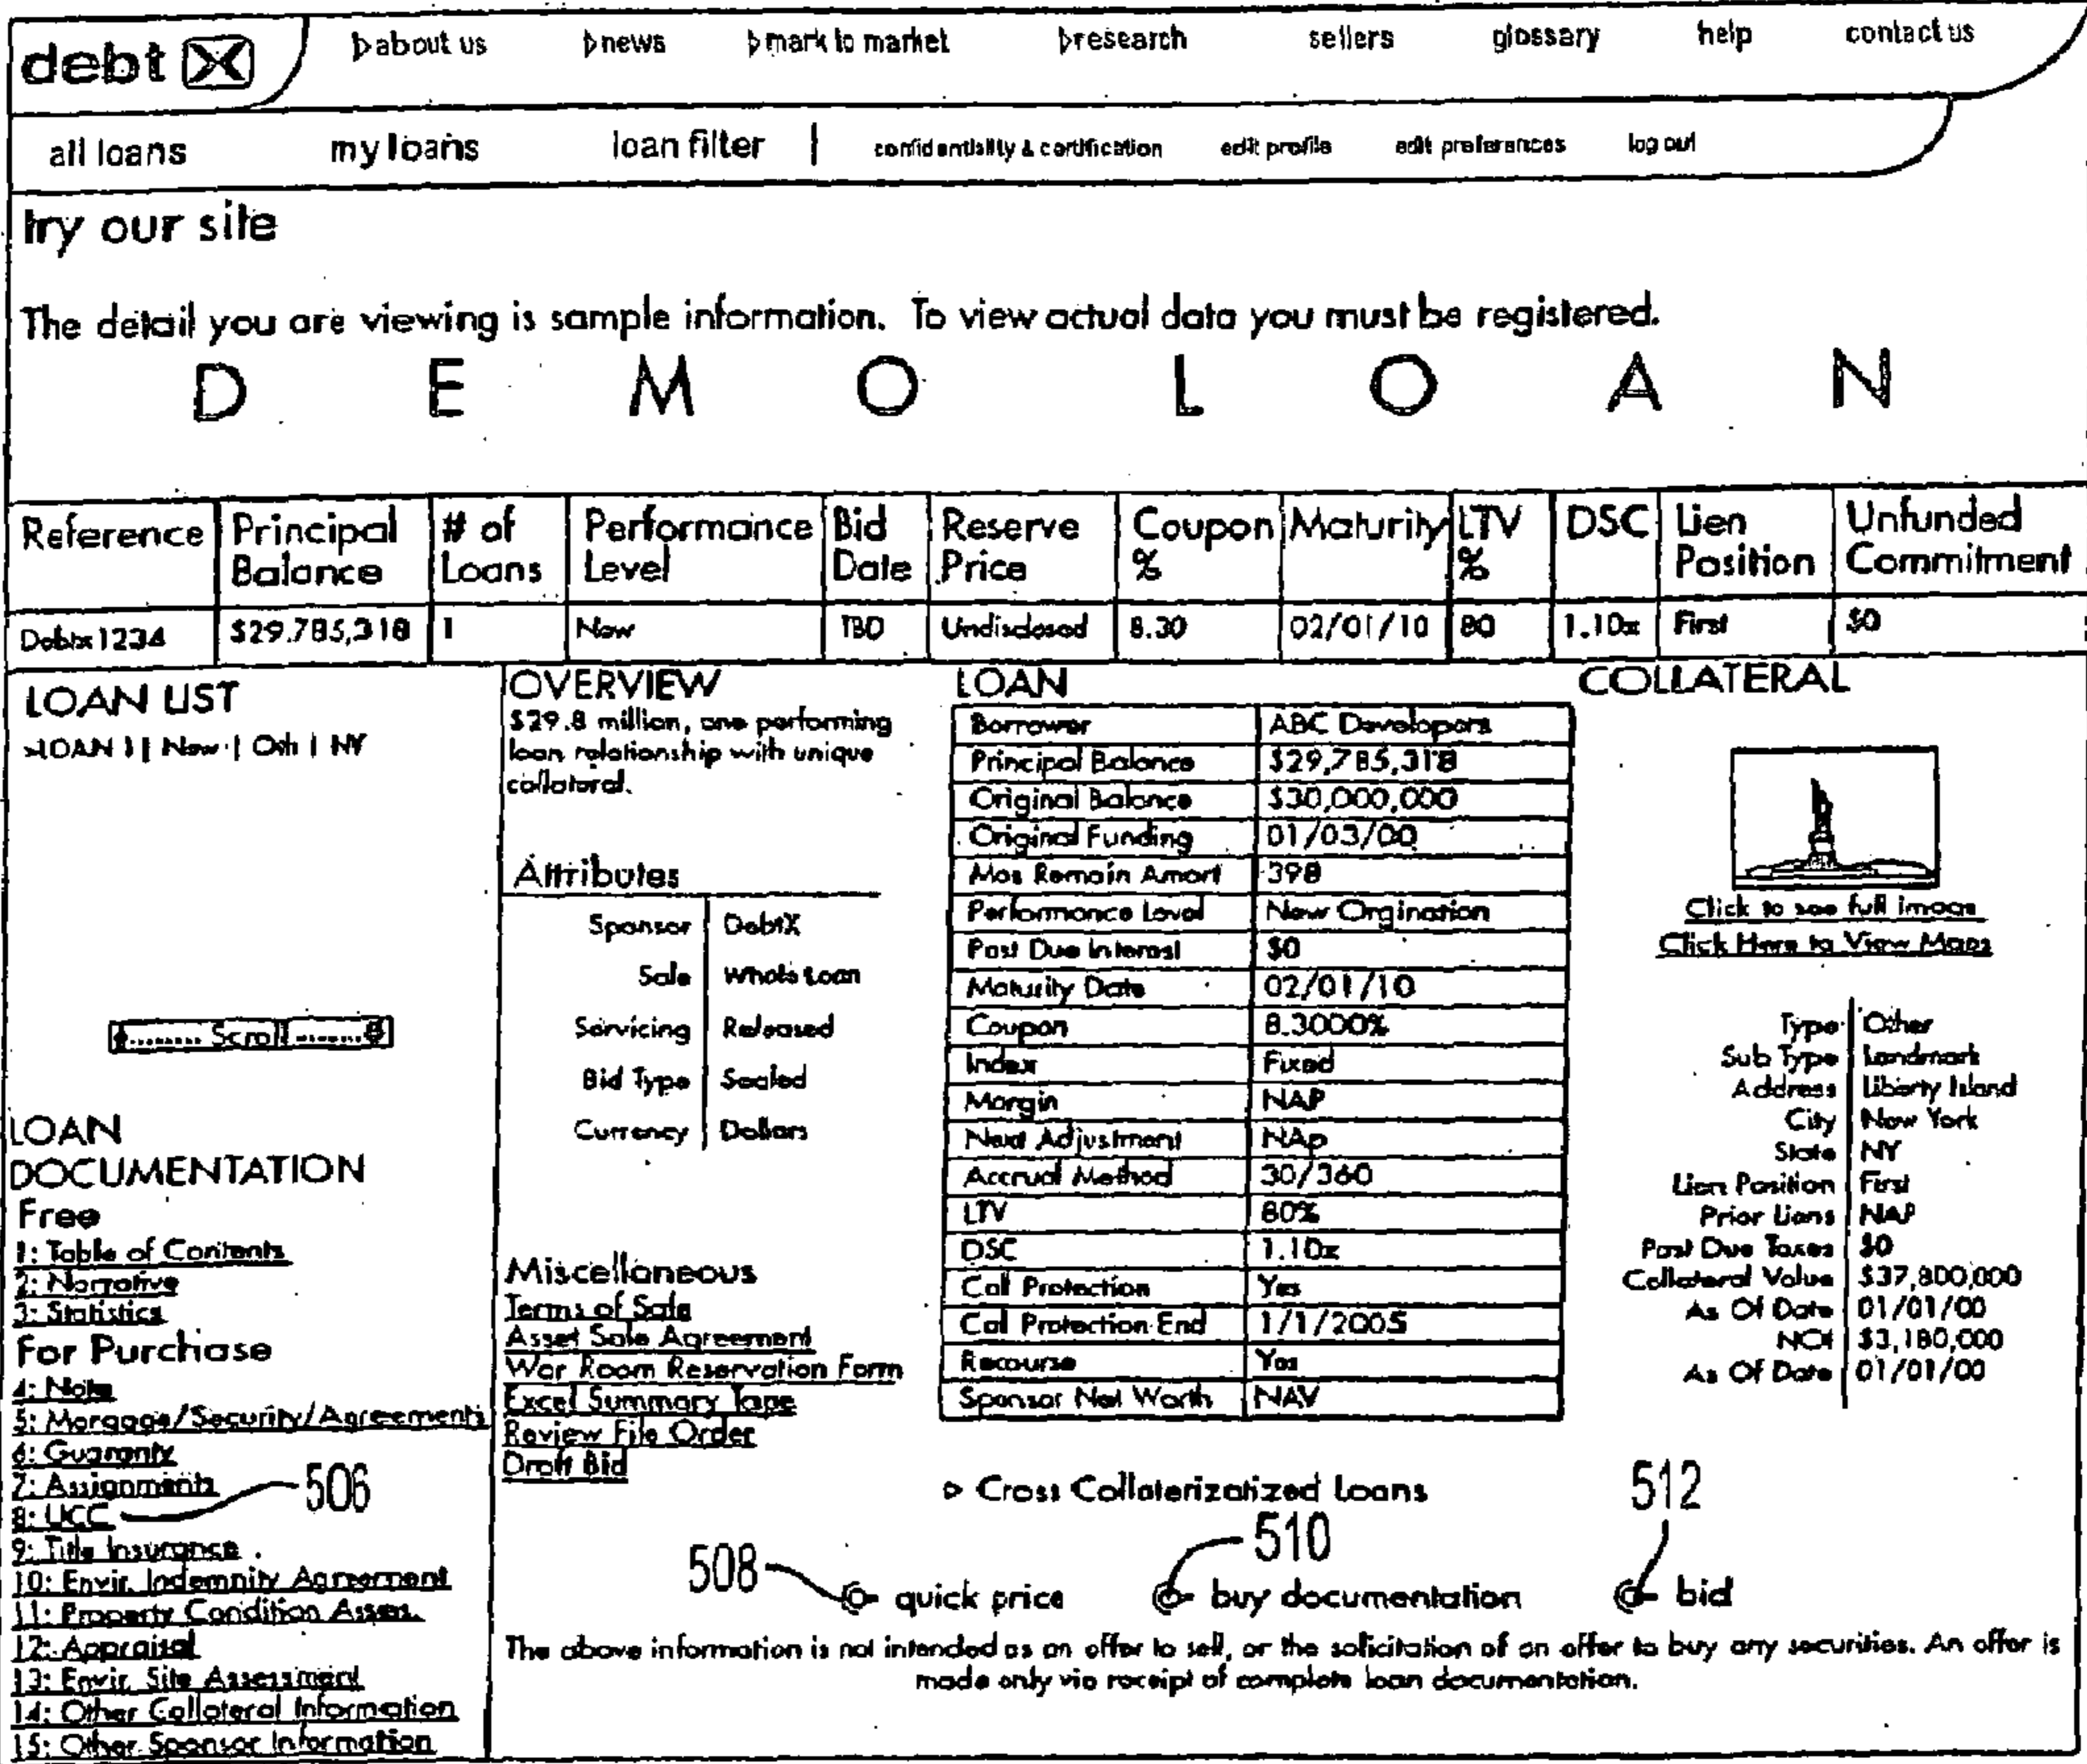 debt X
about us news mark to market research sellers glossary help contact us
all loans my loans loan filter | confidentiality & certification edit profile edit preferences log out
try our site
The detail you are viewing is sample information. To view actual data you must be registered.
D E M O L O A N
Reference Principal Balance # of Loans Performance Level Bid Date Reserve Price Coupon % Maturity LTV % DSC Lien Position Unfunded Commitment
Debtx1234 $29.785,318 1 New TBD Undisclosed 8.30 02/01/10 80 1.10x First $0
LOAN LIST
>LOAN 1 | New | Oth | NY
Scroll
LOAN
DOCUMENTATION
Free
1: Table of Contents
2: Narrative
3: Statistics
For Purchase
4: Note
5: Morgage/Security/Agreements
6: Guaranty
7: Assignments
8: UCC
506
9: Title Insurance
10: Envir. Indemnity Agreement
11: Property Condition Asses.
12: Appraisal
13: Envir. Site Assessment
14: Other Collateral Information
15: Other Sponsor Information
OVERVIEW
$29.8 million, one performing
loan relationship with unique
collateral.
Attributes
Sponsor DebtX
Sale Whole Loan
Servicing Released
Bid Type Sealed
Currency Dollars
Miscellaneous
Terms of Sale
Asset Sale Agreement
War Room Reservation Form
Excel Summary Tape
Review File Order
Draft Bid
LOAN
Borrower ABC Developers
Principal Balance $29,785,318
Original Balance $30,000,000
Original Funding 01/03/00
Mos Remain Amort 398
Performance Level New Orgination
Past Due Interest $0
Maturity Date 02/01/10
Coupon 8.3000%
Index Fixed
Margin NAP
Next Adjustment NAp
Accrual Method 30/360
LTV 80%
DSC 1.10x
Call Protection Yes
Call Protection End 1/1/2005
Recourse Yes
Sponsor Net Worth NAV
COLLATERAL
Click to see full image
Click Here to View Maps
Type Other
Sub Type Landmark
Address Liberty Island
City New York
State NY
Lien Position First
Prior Liens NAP
Past Due Taxes $0
Collateral Value $37,800,000
As Of Date 01/01/00
NOI $3,180,000
As Of Date 01/01/00
Cross Collaterizatized Loans
508 510 512
quick price buy documentation bid
The above information is not intended as an offer to sell, or the solicitation of an offer to buy any securities. An offer is
made only via receipt of complete loan documentation.